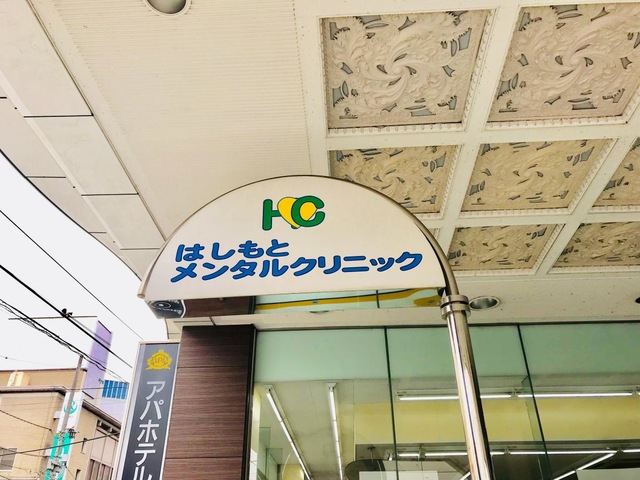 HC
はしもと
メンタルクリニック
アパホテル